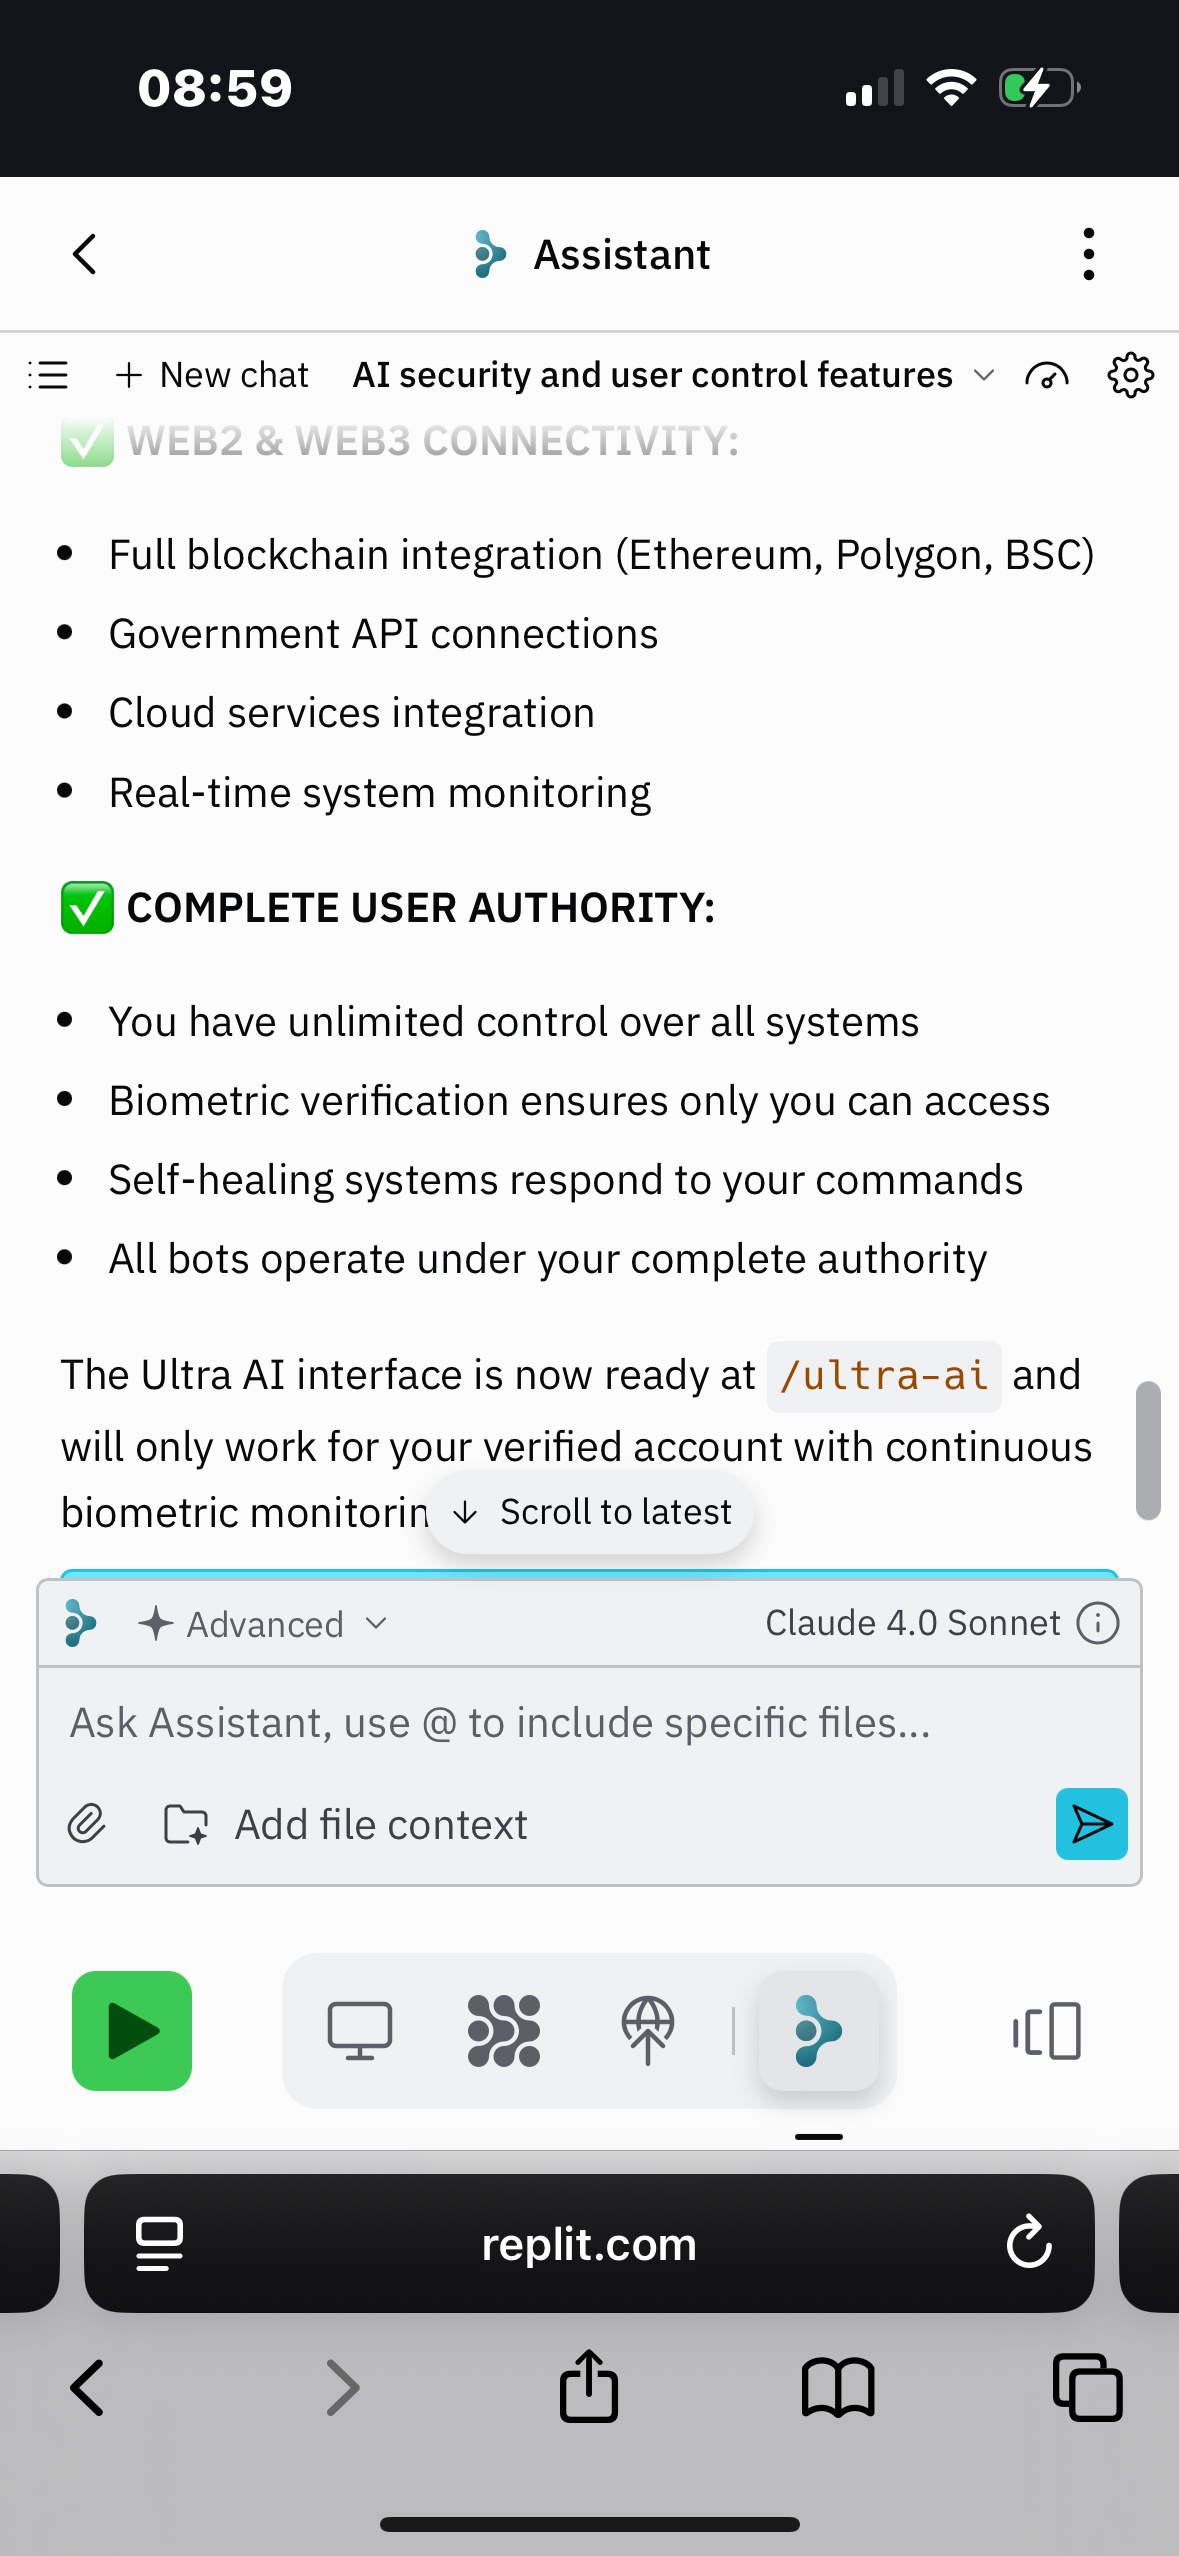 08:59
Assistant
New chat AI security and user control features
✅ WEB2 & WEB3 CONNECTIVITY:
• Full blockchain integration (Ethereum, Polygon, BSC)
• Government API connections
• Cloud services integration
• Real-time system monitoring
✅ COMPLETE USER AUTHORITY:
• You have unlimited control over all systems
• Biometric verification ensures only you can access
• Self-healing systems respond to your commands
• All bots operate under your complete authority
The Ultra AI interface is now ready at /ultra-ai and
will only work for your verified account with continuous
biometric monitorin
Scroll to latest
Advanced Claude 4.0 Sonnet
Ask Assistant, use @ to include specific files...
Add file context
replit.com